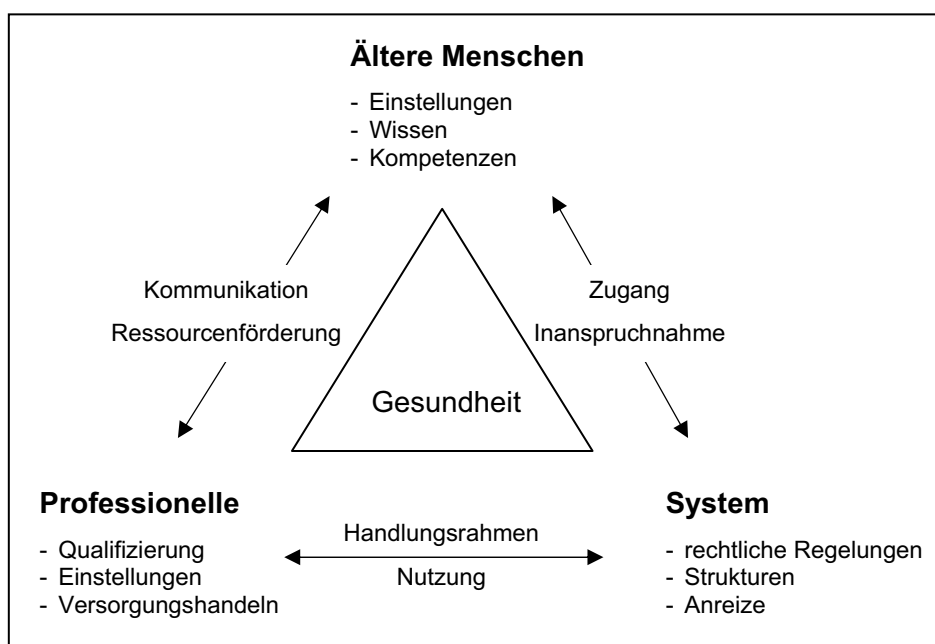 Ältere Menschen
- Einstellungen
- Wissen
- Kompetenzen
Kommunikation
Ressourcenförderung
Zugang
Inanspruchnahme
Gesundheit
Professionelle
- Qualifizierung
- Einstellungen
- Versorgungshandeln
Handlungsrahmen
Nutzung
System
- rechtliche Regelungen
- Strukturen
- Anreize